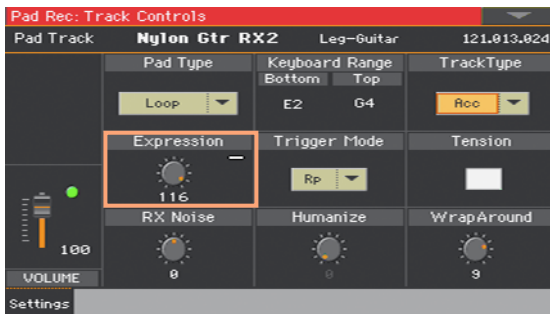 Pad Rec: Track Controls
Pad Track Nylon Gtr RX2 Leg-Guitar 121.013.024
Pad Type Keyboard Range TrackType
Bottom Top
Loop E2 G4 Acc
Expression Trigger Mode Tension
Rp
116
RX Noise Humanize WrapAround
100
0 0 9
VOLUME
Settings